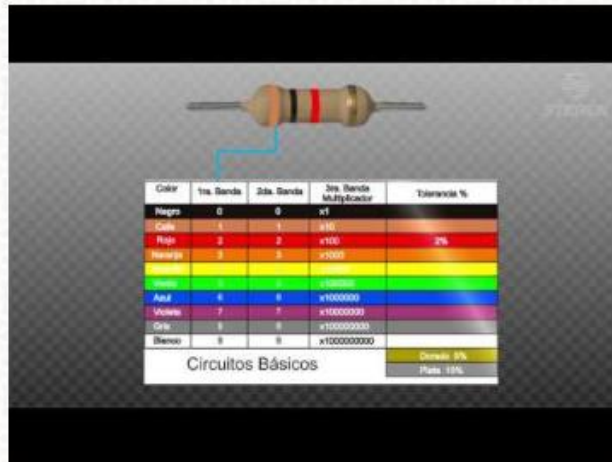 STEREN
Color 1ra. Banda 2da. Banda 3ra. Banda Multiplicador Tolerancia %
Negro 0 0 x1
Café 1 1 x10
Rojo 2 2 x100 2%
Naranja 3 3 x1000
Verde 5 5 x100000
Azul 6 6 x1000000
Violeta 7 7 x10000000
Gris 8 8 x100000000
Blanco 9 9 x1000000000
Circuitos Básicos
Dorado 5%
Plata 10%